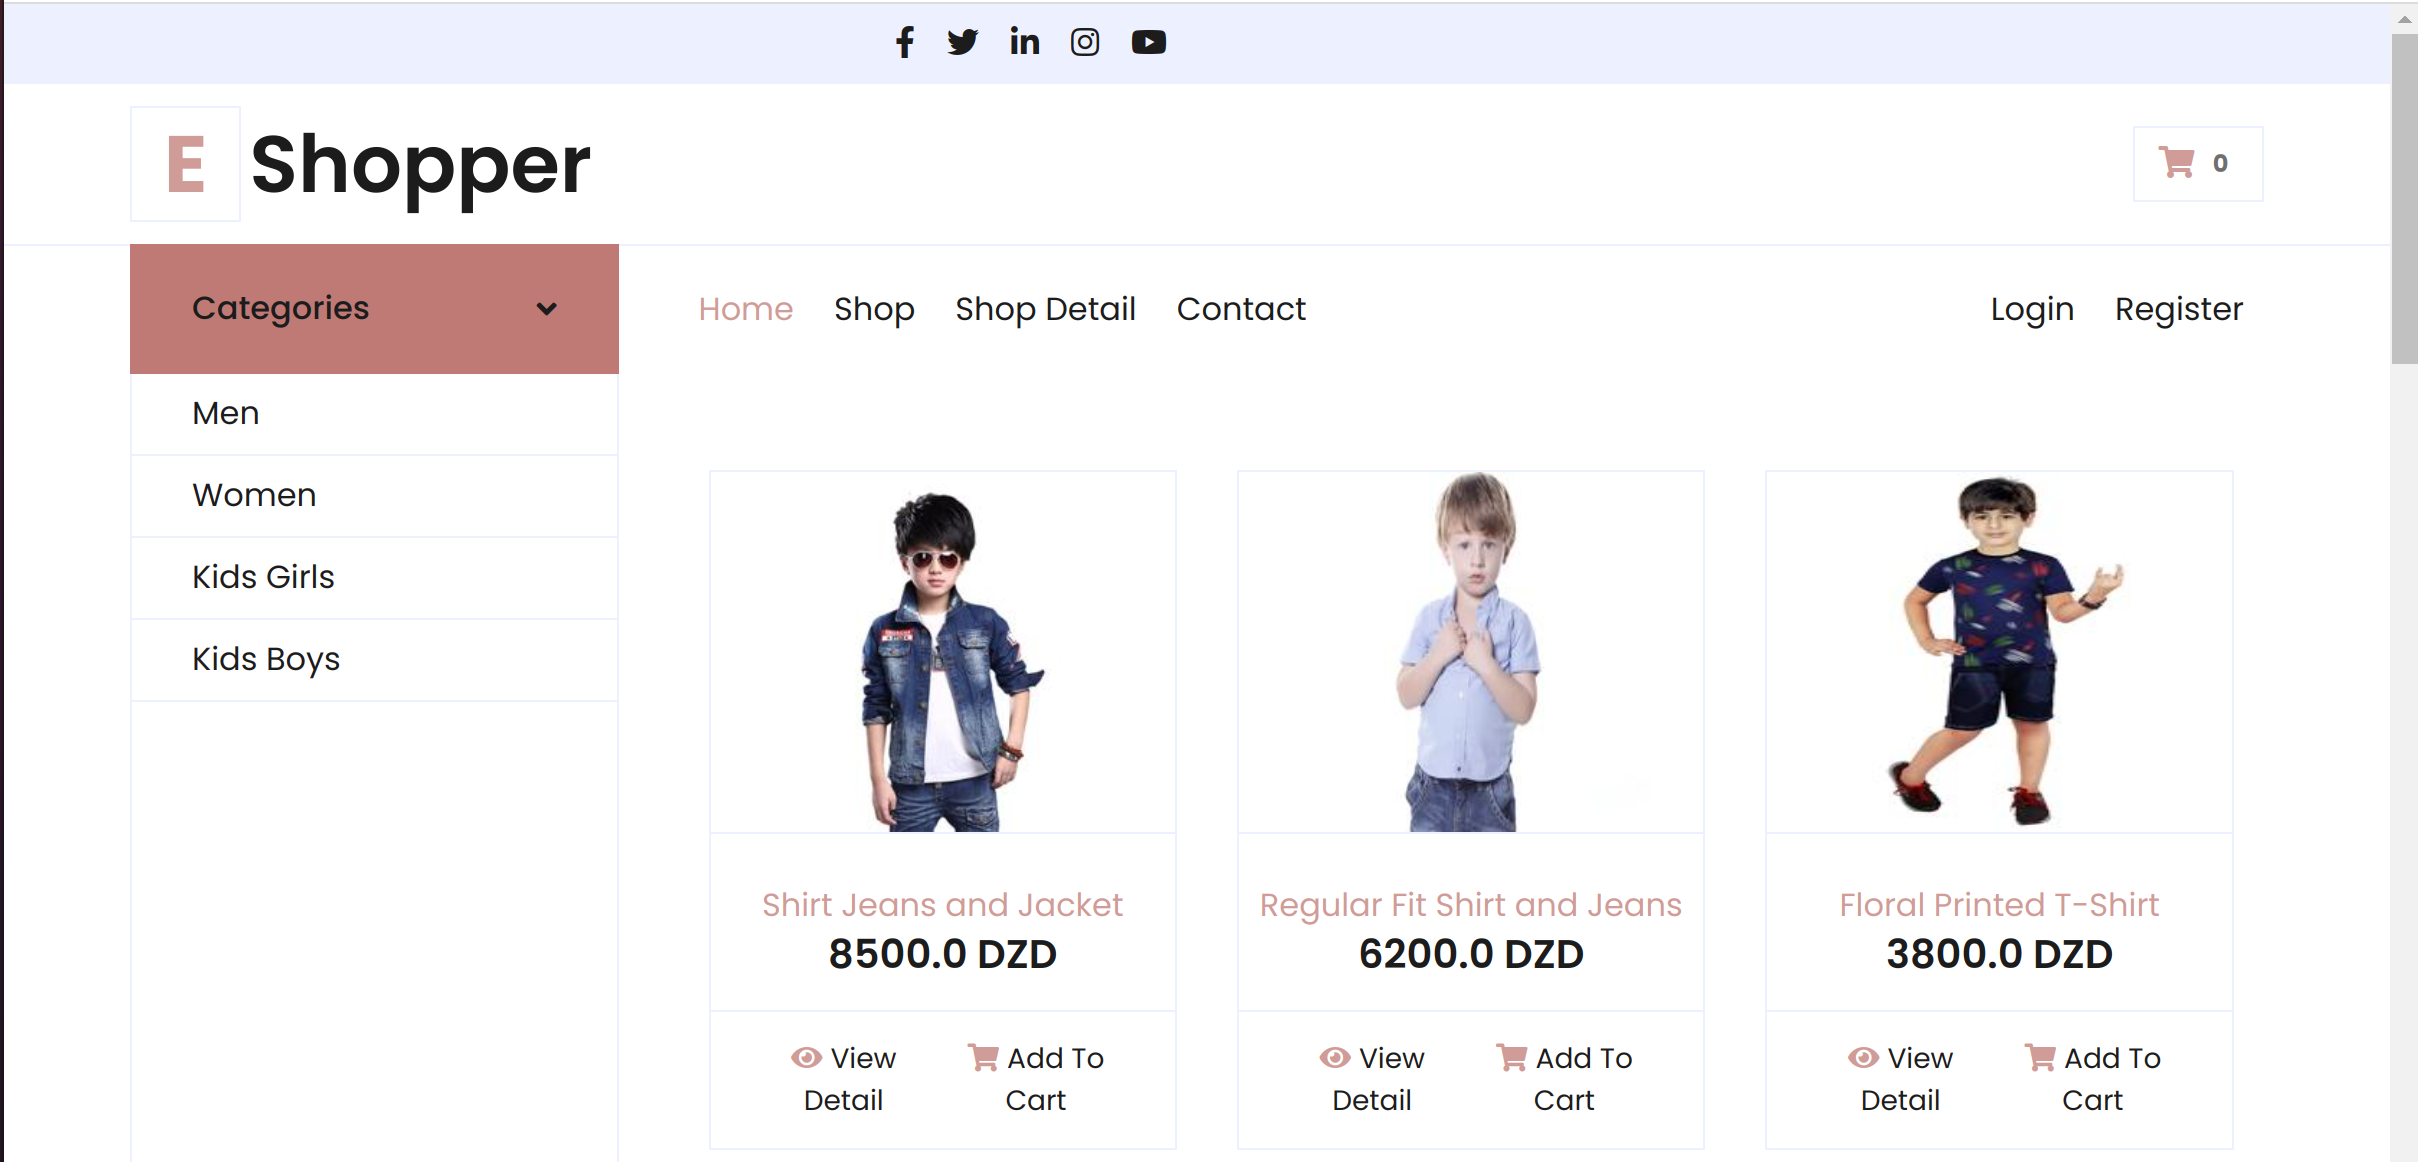 E Shopper
0
Categories
Home Shop Shop Detail Contact Login Register
Men
Women
Kids Girls
Kids Boys
Shirt Jeans and Jacket
8500.0 DZD
View Detail
Add To Cart
Regular Fit Shirt and Jeans
6200.0 DZD
View Detail
Add To Cart
Floral Printed T-Shirt
3800.0 DZD
View Detail
Add To Cart